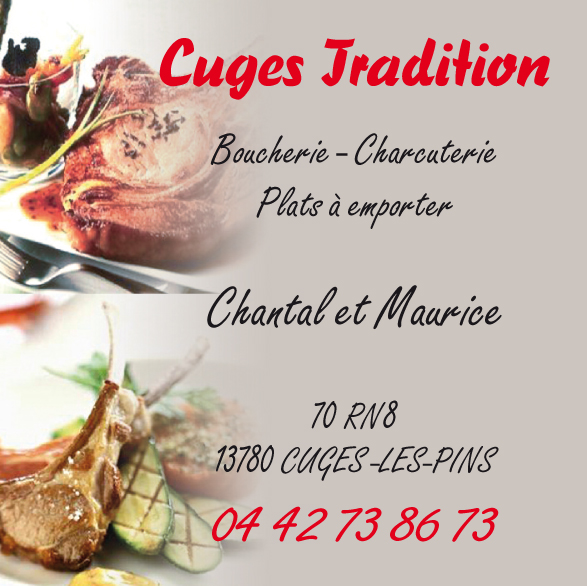 Cuges Tradition
Boucherie - Charcuterie
Plats à emporter
Chantal et Maurice
70 RN8
13780 CUGES-LES-PINS
04 42 73 86 73